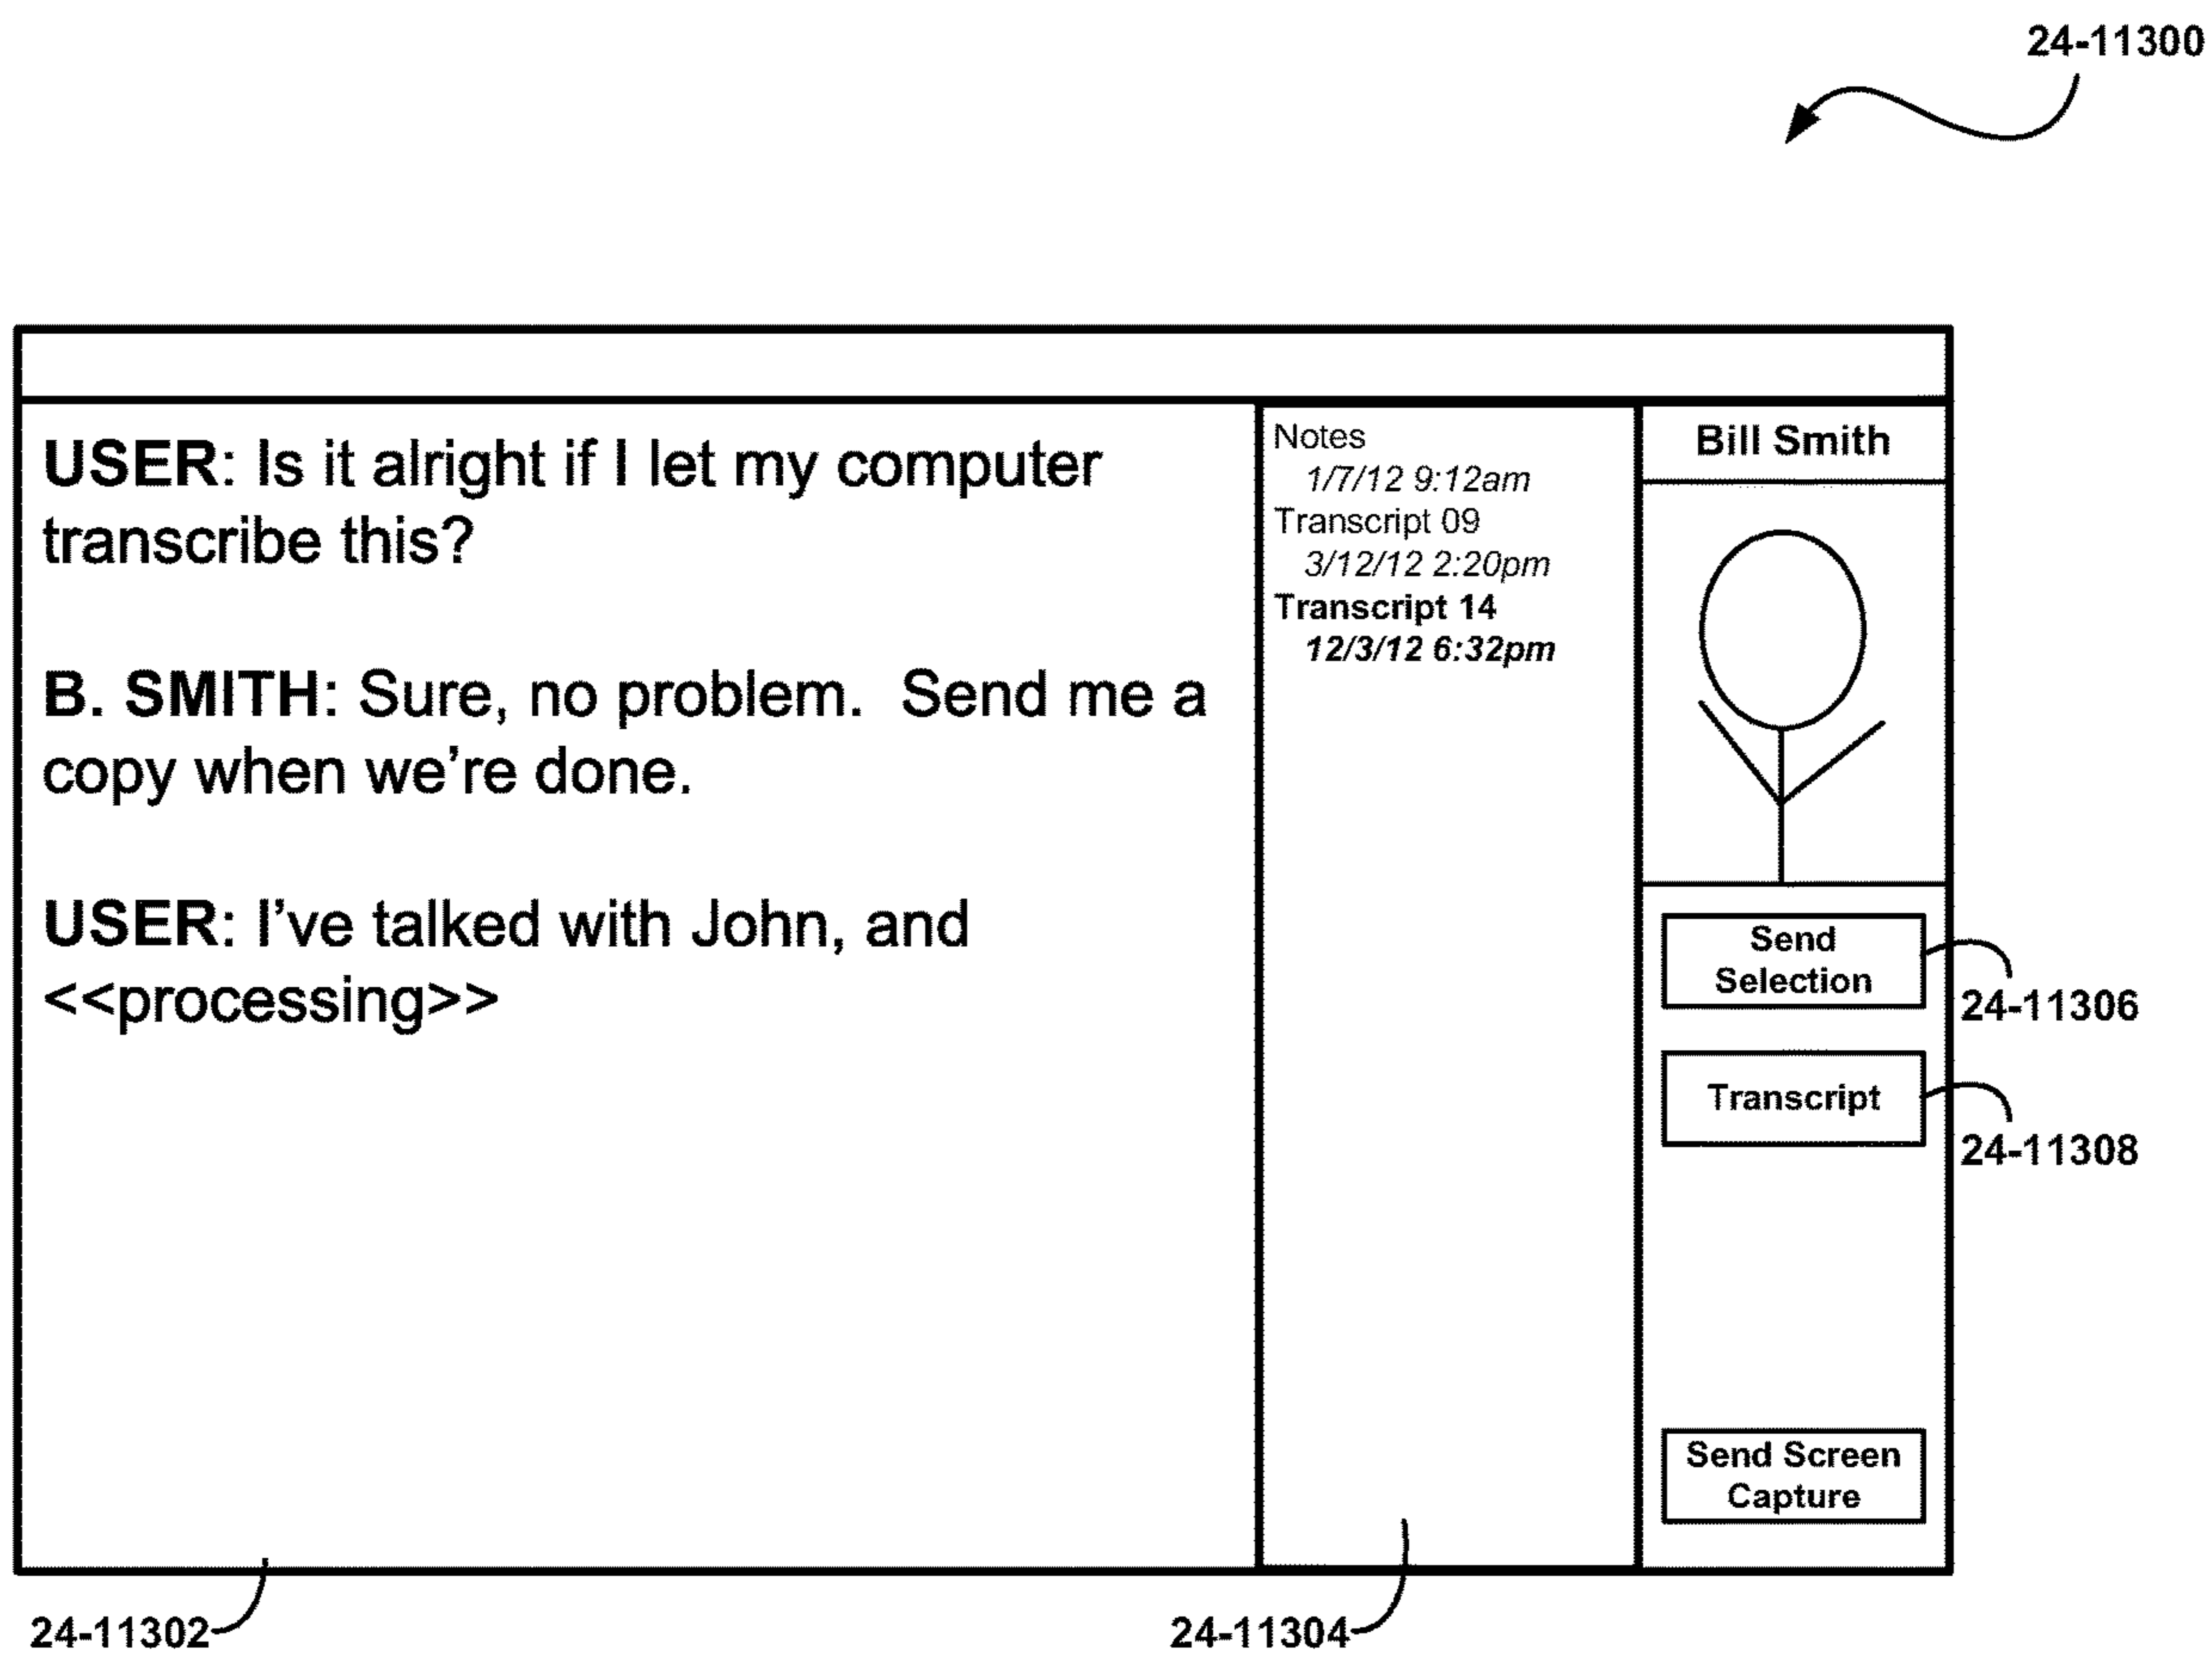 24-11300
USER: Is it alright if I let my computer
transcribe this?
B. SMITH: Sure, no problem.  Send me a
copy when we're done.
USER: I've talked with John, and
<<processing>>
Notes
1/7/12 9:12am
Transcript 09
3/12/12 2:20pm
Transcript 14
12/3/12 6:32pm
Bill Smith
Send
Selection
24-11306
Transcript
24-11308
Send Screen
Capture
24-11302
24-11304